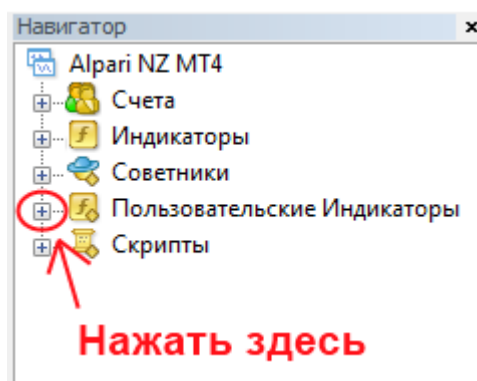 Навигатор
Alpari NZ MT4
Счета
Индикаторы
Советники
Пользовательские Индикаторы
Скрипты
Нажать здесь